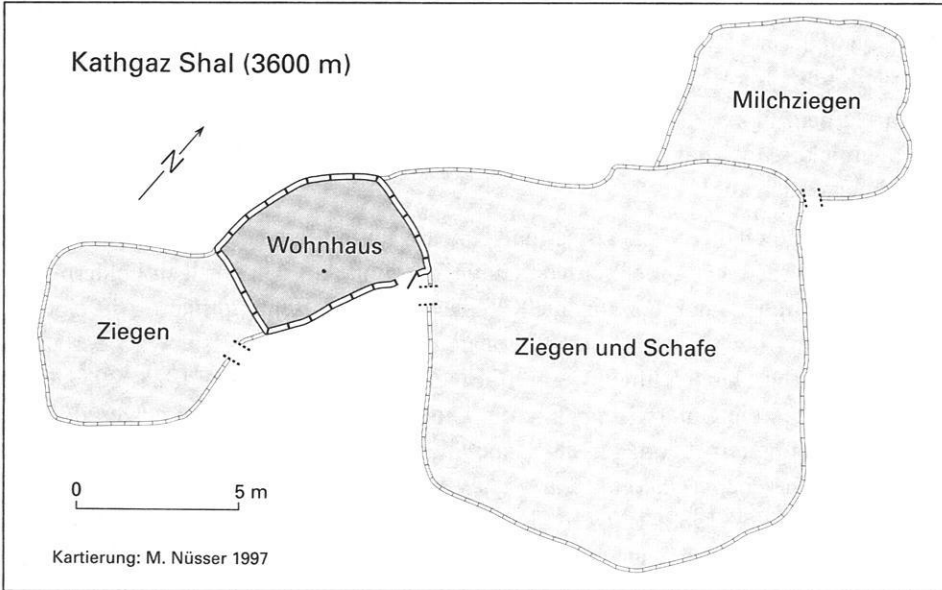 Kathgaz Shal (3600 m)
Milchziegen
N
Wohnhaus
Ziegen
Ziegen und Schafe
0 5 m
Kartierung: M. Nüsser 1997